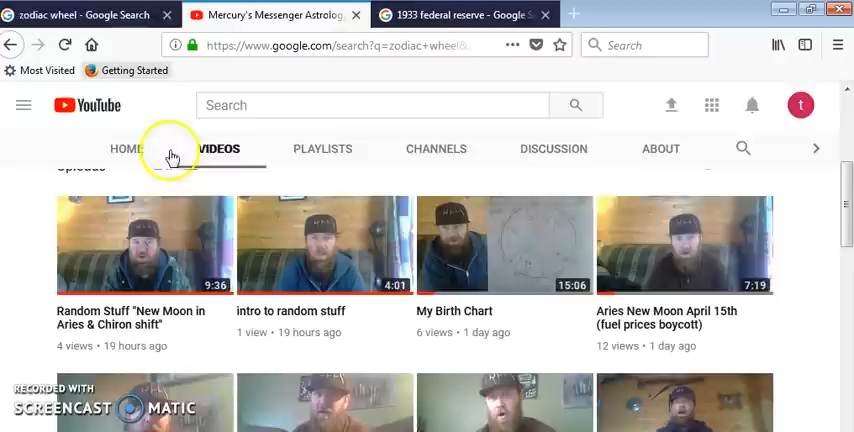 zodiac wheel - Google Search
Mercury's Messenger Astrology
1933 federal reserve - Google S
https://www.google.com/search?q=zodiac+wheel&
Search
Most Visited
Getting Started
YouTube
Search
t
HOME
VIDEOS
PLAYLISTS
CHANNELS
DISCUSSION
ABOUT
Uploads
9:36
4:01
15:06
7:19
Random Stuff "New Moon in
Aries & Chiron shift"
4 views • 19 hours ago
intro to random stuff
1 view • 19 hours ago
My Birth Chart
6 views • 1 day ago
Aries New Moon April 15th
(fuel prices boycott)
12 views • 1 day ago
RECORDED WITH
SCREENCAST MATIC